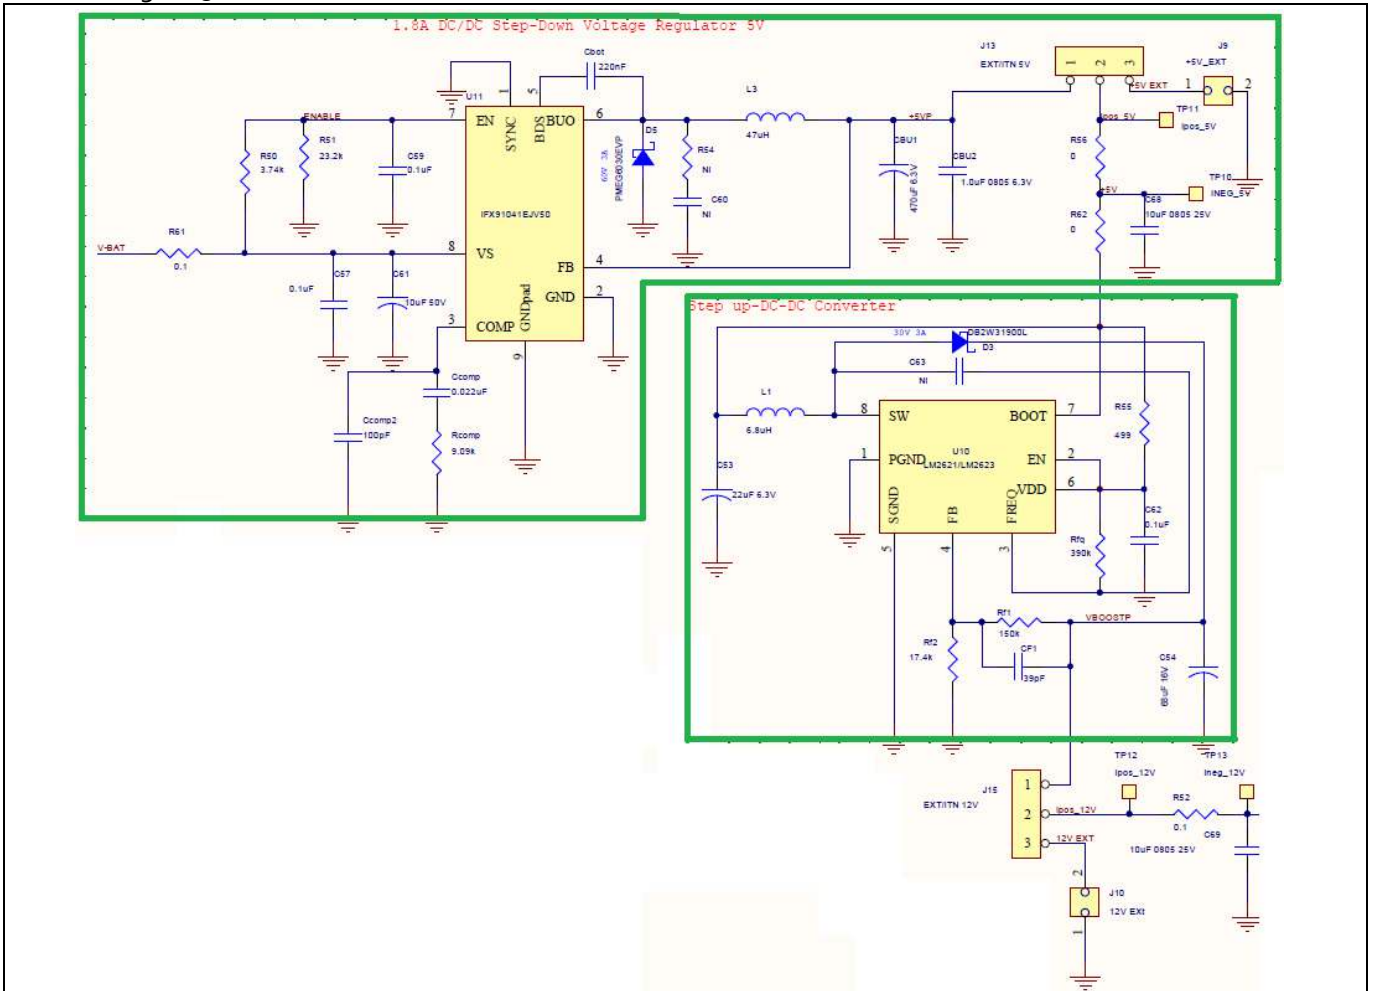 1.8A DC/DC Step-Down Voltage Regulator 5V
Cbot
220nF
J13
EXT/ITN 5V
1 2 3
J9
+5V_EXT
1 2
+5V EXT
TP11
Ipos_5V
Ipos_5V
U11
1
5
7 EN
SYNC
BDS
BUO 6
ENABLE
R50
3.74k
R51
23.2k
C59
0.1uF
IFX91041EJV50
D5
60V 3A
PMEG6030EVP
R54
NI
C60
NI
L3
47uH
+5VP
CBU1
470uF 6.3V
CBU2
1.0uF 0805 6.3V
R56
0
+5V
TP10
INEG_5V
R62
0
C68
10uF 0805 25V
V-BAT
R61
0.1
8 VS
FB 4
GND 2
C57
0.1uF
C61
10uF 50V
3 COMP
GNDpad
9
Ccomp
0.022uF
Ccomp2
100pF
Rcomp
9.09k
Step up-DC-DC Converter
30V 3A
DB2W31900L
D3
C63
NI
L1
6.8uH
8 SW
BOOT 7
R55
499
1 PGND
U10
LM2621/LM2623
EN 2
VDD 6
SGND
FB
FREQ
5
4
3
C53
22uF 6.3V
Rfq
390k
C62
0.1uF
Rf1
150k
VBOOSTP
Rf2
17.4k
CF1
39pF
C54
68uF 16V
J15
EXT/ITN 12V
1
2
3
Ipos_12V
12V EXT
TP12
Ipos_12V
TP13
Ineg_12V
R52
0.1
C69
10uF 0805 25V
2
J10
12V EXt
1